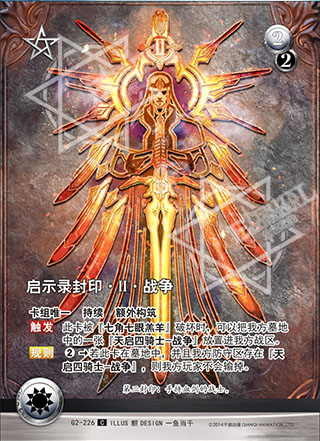 II
2
2
启示录封印·II·战争
卡组唯一 持续 额外构筑
触发 此卡被『七角七眼羔羊』破坏时，可以把我方墓地中的一张『天启四骑士-战争』放置进我方战区。
规则 ❷→若此卡在墓地中，并且我方防守区存在『天启四骑士-战争』则我方玩家不会输掉。
第二封印：手持血剑的战士。
G2-226 C ILLUS DESIGN 一鱼当千 ©2014千骐动漫 QIANQI ANIMATION,LTD